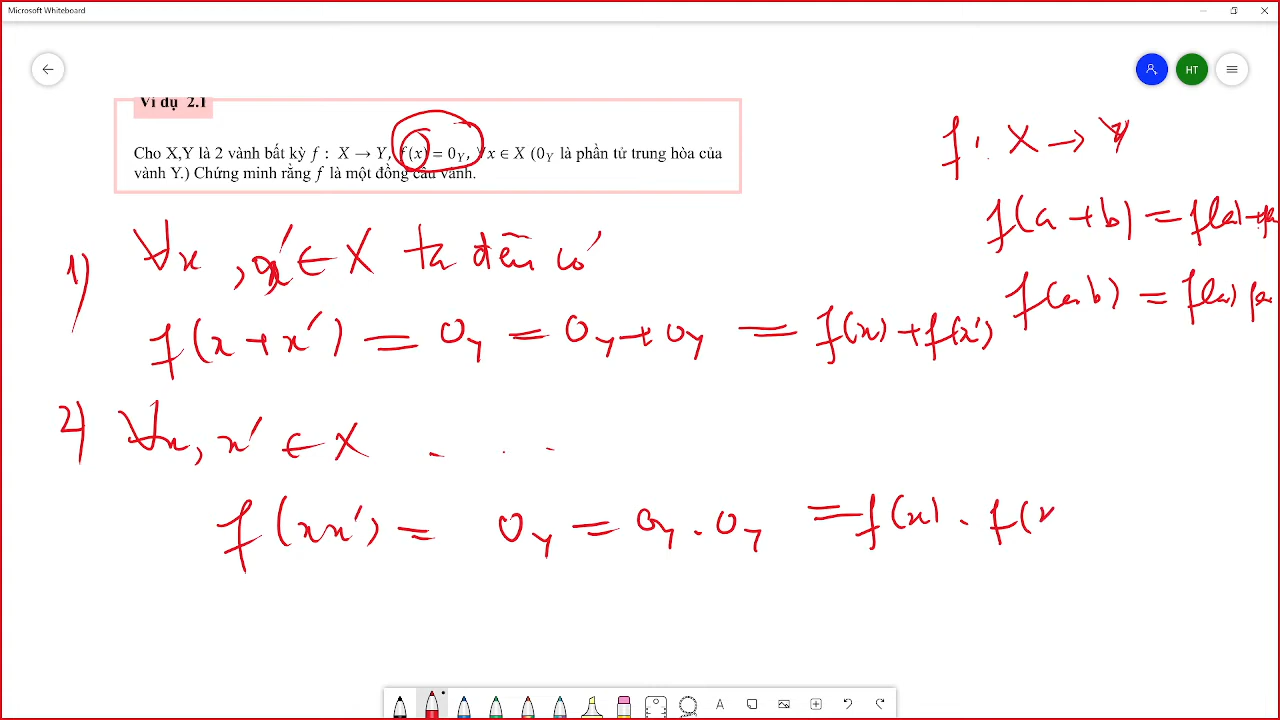 Microsoft Whiteboard
HT
Ví dụ 2.1
Cho X,Y là 2 vành bất kỳ f : X → Y, f(x) = 0_Y, ∀x ∈ X (0_Y là phần tử trung hòa của
vành Y.) Chứng minh rằng f là một đồng cấu vành.
f : X → Y
f(a + b) = f(a) +
f(a.b) = f(a)
1) ∀x, x' ∈ X ta đều có
f(x + x') = 0_Y = 0_Y + 0_Y = f(x) + f(x')
2) ∀x, x' ∈ X . . .
f(xx') = 0_Y = 0_Y . 0_Y = f(x) . f(x
A